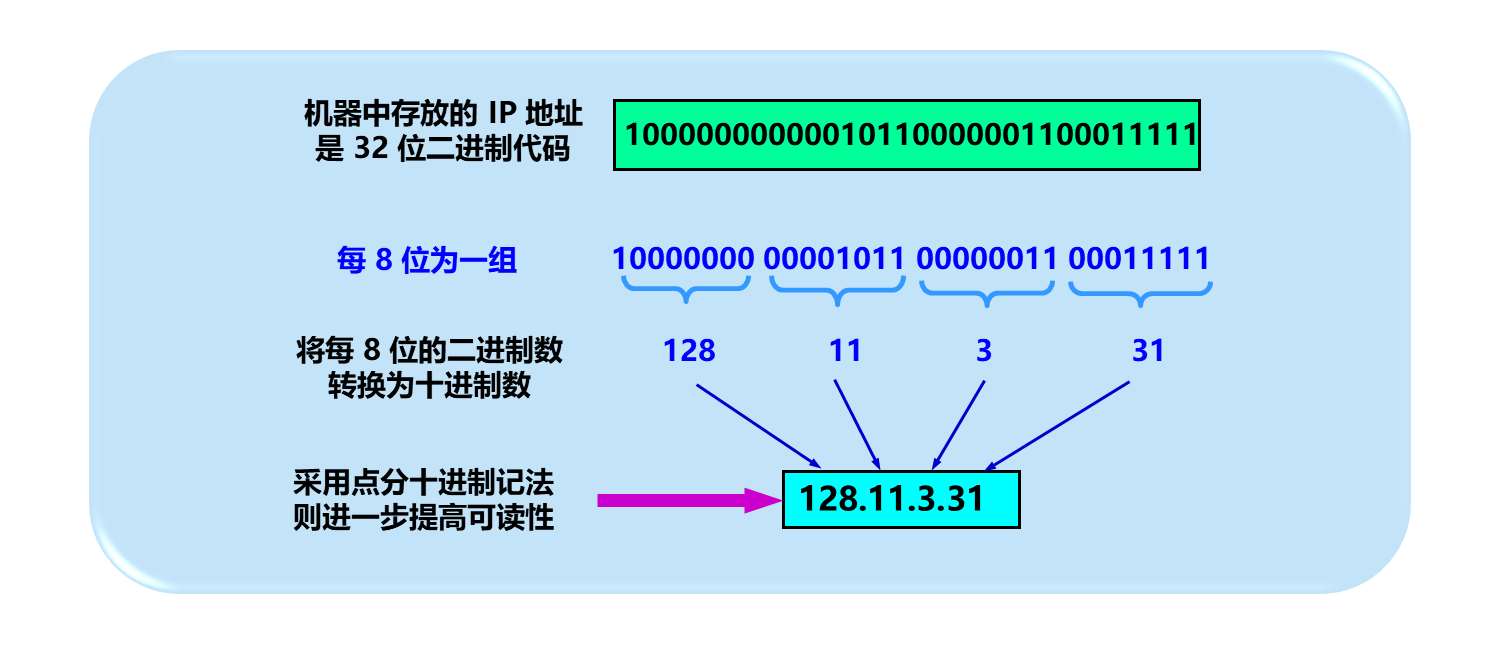 机器中存放的 IP 地址
是 32 位二进制代码
10000000000010110000001100011111
每 8 位为一组
10000000 00001011 00000011 00011111
将每 8 位的二进制数
转换为十进制数
128 11 3 31
采用点分十进制记法
则进一步提高可读性
128.11.3.31